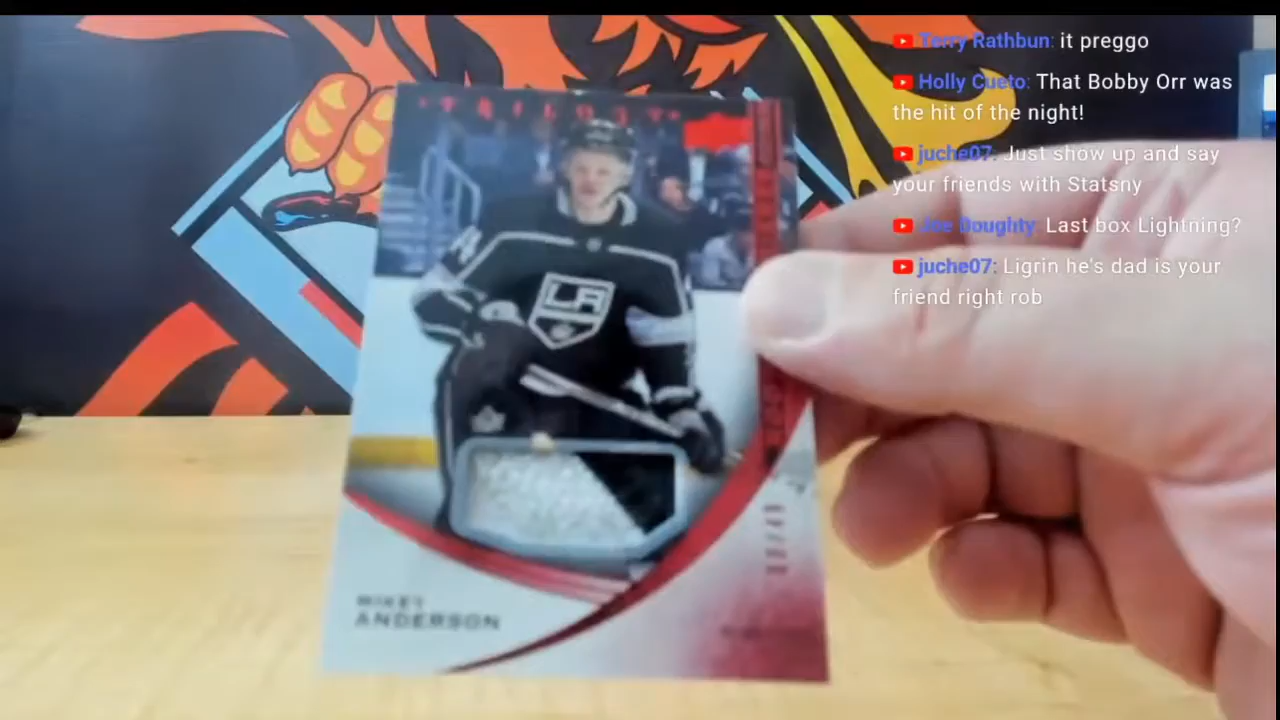 Terry Rathbun: it preggo
Holly Cueto: That Bobby Orr was
the hit of the night!
juche07: Just show up and say
your friends with Statsny
Joe Doughty: Last box Lightning?
juche07: Ligrin he's dad is your
friend right rob
TRILOGY
LA
MIKEY
ANDERSON